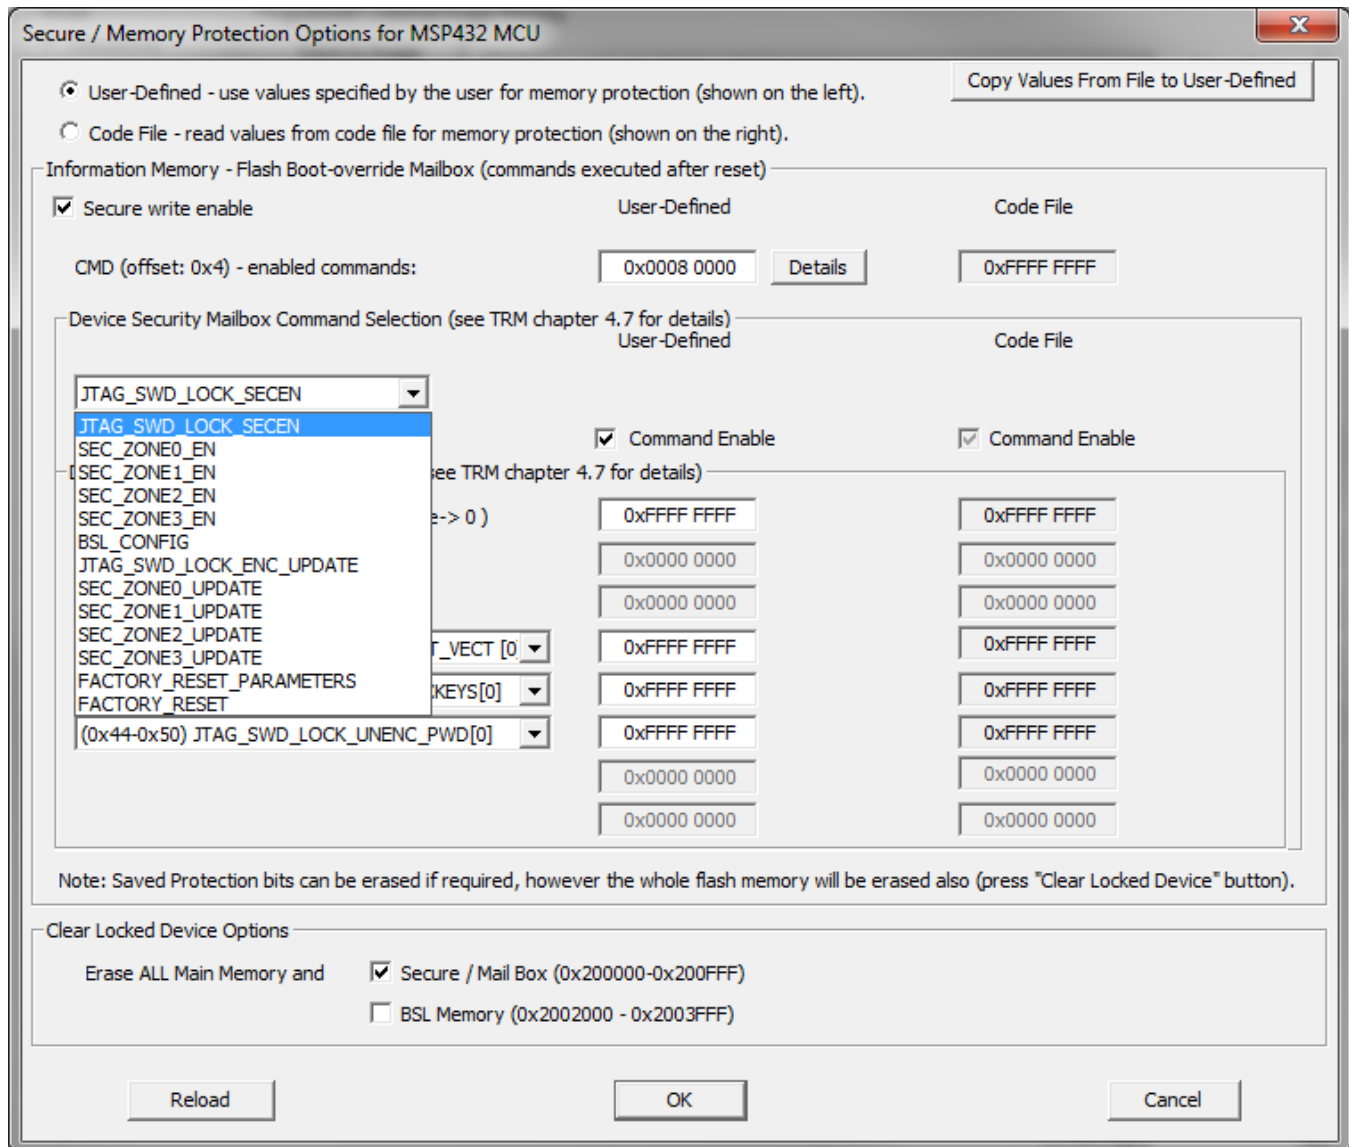 Secure / Memory Protection Options for MSP432 MCU
User-Defined - use values specified by the user for memory protection (shown on the left).
Copy Values From File to User-Defined
Code File - read values from code file for memory protection (shown on the right).
Information Memory - Flash Boot-override Mailbox (commands executed after reset)
Secure write enable User-Defined Code File
CMD (offset: 0x4) - enabled commands: 0x0008 0000 Details 0xFFFF FFFF
Device Security Mailbox Command Selection (see TRM chapter 4.7 for details)
User-Defined Code File
JTAG_SWD_LOCK_SECEN
JTAG_SWD_LOCK_SECEN
Command Enable Command Enable
SEC_ZONE0_EN
SEC_ZONE1_EN see TRM chapter 4.7 for details)
SEC_ZONE2_EN
SEC_ZONE3_EN e-> 0 ) 0xFFFF FFFF 0xFFFF FFFF
BSL_CONFIG
JTAG_SWD_LOCK_ENC_UPDATE 0x0000 0000 0x0000 0000
SEC_ZONE0_UPDATE
SEC_ZONE1_UPDATE 0x0000 0000 0x0000 0000
SEC_ZONE2_UPDATE
SEC_ZONE3_UPDATE T_VECT [0] 0xFFFF FFFF 0xFFFF FFFF
FACTORY_RESET_PARAMETERS
KEYS[0] 0xFFFF FFFF 0xFFFF FFFF
FACTORY_RESET
(0x44-0x50) JTAG_SWD_LOCK_UNENC_PWD[0] 0xFFFF FFFF 0xFFFF FFFF
0x0000 0000 0x0000 0000
0x0000 0000 0x0000 0000
Note: Saved Protection bits can be erased if required, however the whole flash memory will be erased also (press "Clear Locked Device" button).
Clear Locked Device Options
Erase ALL Main Memory and Secure / Mail Box (0x200000-0x200FFF)
BSL Memory (0x2002000 - 0x2003FFF)
Reload OK Cancel